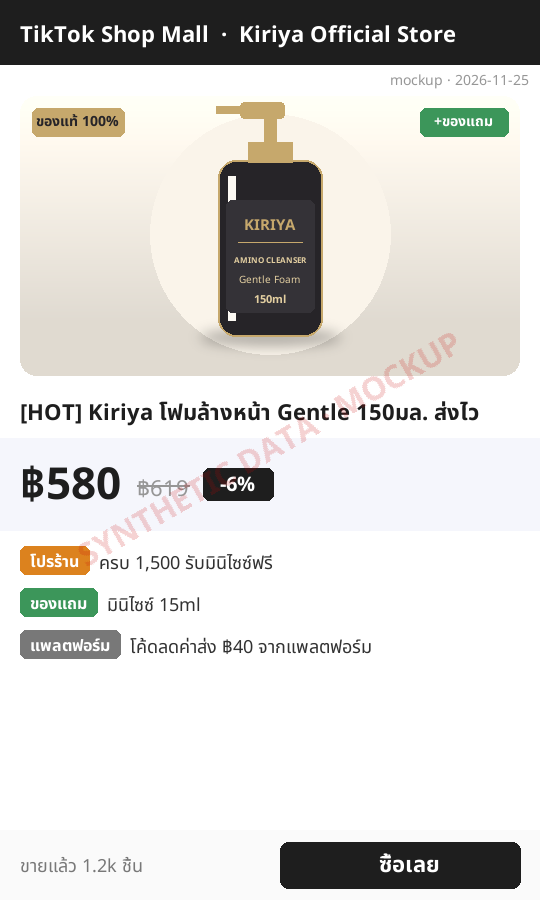 TikTok Shop Mall · Kiriya Official Store
mockup · 2026-11-25
ของแท้ 100%
+ของแถม
KIRIYA
AMINO CLEANSER
Gentle Foam
150ml
[HOT] Kiriya โฟมล้างหน้า Gentle 150มล. ส่งไว
฿580 ฿619 -6%
SYNTHETIC DATA · MOCKUP
โปรร้าน ครบ 1,500 รับมินิไซซ์ฟรี
ของแถม มินิไซซ์ 15ml
แพลตฟอร์ม โค้ดลดค่าส่ง ฿40 จากแพลตฟอร์ม
ขายแล้ว 1.2k ชิ้น
ซื้อเลย